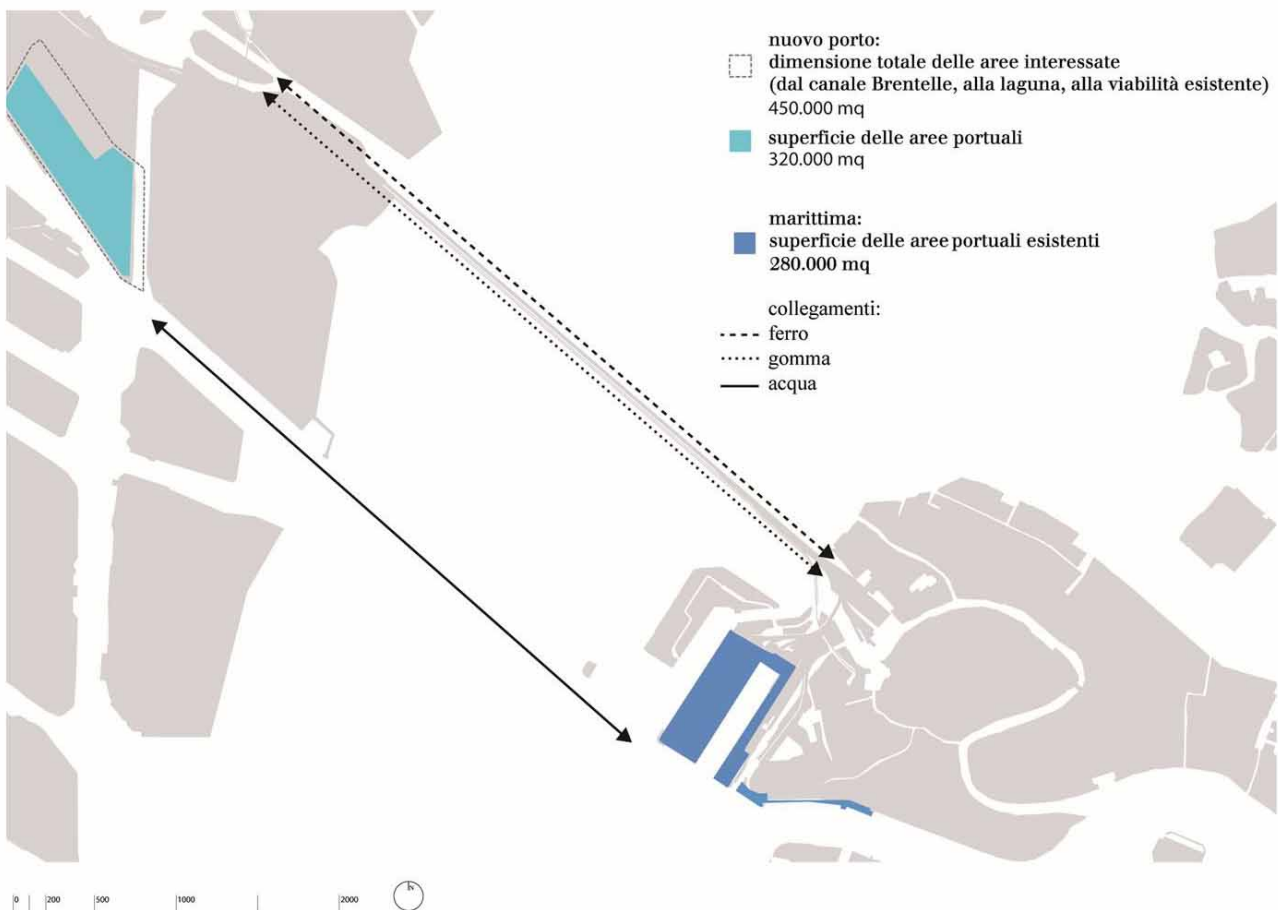 nuovo porto:
dimensione totale delle aree interessate
(dal canale Brentelle, alla laguna, alla viabilità esistente)
450.000 mq
superficie delle aree portuali
320.000 mq
marittima:
superficie delle aree portuali esistenti
280.000 mq
collegamenti:
ferro
gomma
acqua
0 200 500 1000 2000
N